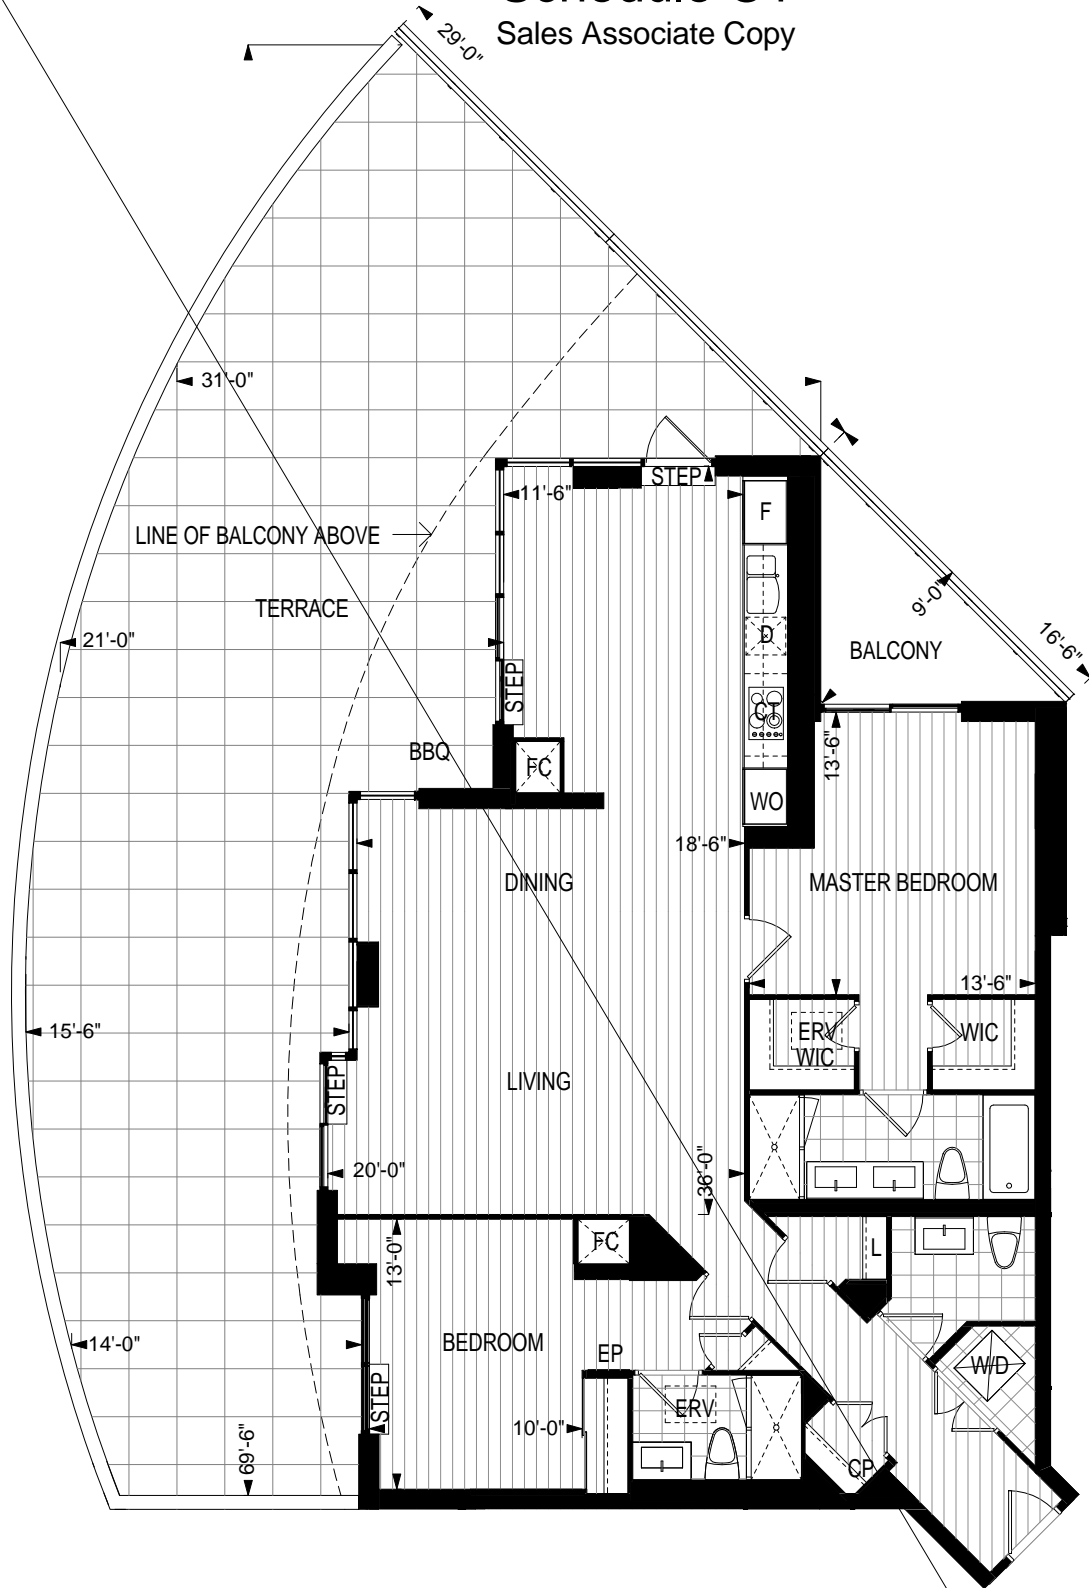 Sales Associate Copy
29'-0"
31'-0"
STEP
11'-6"
F
LINE OF BALCONY ABOVE
9'-0"
TERRACE
D
16'-6"
21'-0"
BALCONY
STEP
CT
BBQ
13'-6"
FC
WO
18'-6"
DINING
MASTER BEDROOM
13'-6"
15'-6"
ERV
WIC
WIC
LIVING
STEP
20'-0"
36'-0"
13'-0"
FC
L
14'-0"
BEDROOM
EP
W/D
STEP
ERV
10'-0"
69'-6"
CP